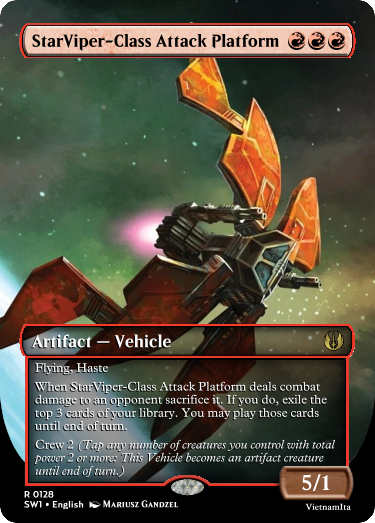 StarViper-Class Attack Platform
Artifact — Vehicle
Flying, Haste
When StarViper-Class Attack Platform deals combat
damage to an opponent sacrifice it. If you do, exile the
top 3 cards of your library. You may play those cards
until end of turn.
Crew 2 (Tap any number of creatures you control with total
power 2 or more: This Vehicle becomes an artifact creature
until end of turn.)
5/1
R 0128
SW1 • English Mariusz Gandzel
VietnamIta